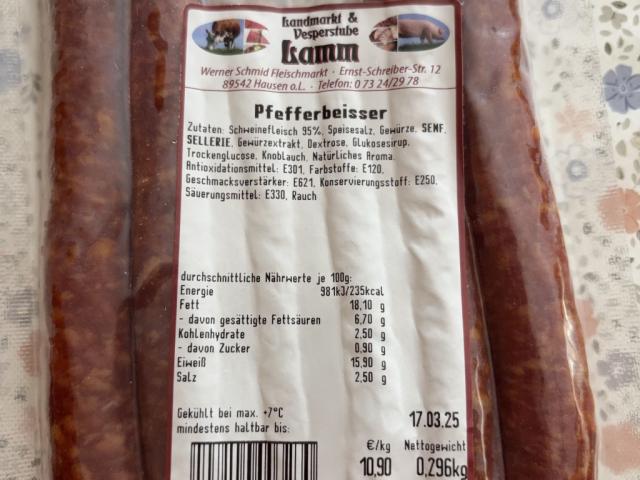 Landmarkt &
Vesperstube
Lamm
Werner Schmid Fleischmarkt · Ernst-Schreiber-Str. 12
89542 Hausen o.L. · Telefon: 0 73 24/29 78
Pfefferbeisser
Zutaten: Schweinefleisch 95%, Speisesalz, Gewürze, SENF,
SELLERIE, Gewürzextrakt, Dextrose, Glukosesirup,
Trockenglucose, Knoblauch, Natürliches Aroma,
Antioxidationsmittel: E301, Farbstoffe: E120,
Geschmacksverstärker: E621, Konservierungsstoff: E250,
Säuerungsmittel: E330, Rauch
durchschnittliche Nährwerte je 100g:
Energie 981kJ/235kcal
Fett 18,10 g
- davon gesättigte Fettsäuren 6,70 g
Kohlenhydrate 2,50 g
- davon Zucker 0,90 g
Eiweiß 15,90 g
Salz 2,50 g
Gekühlt bei max. +7°C
mindestens haltbar bis: 17.03.25
€/kg Nettogewicht
10,90 0,296kg